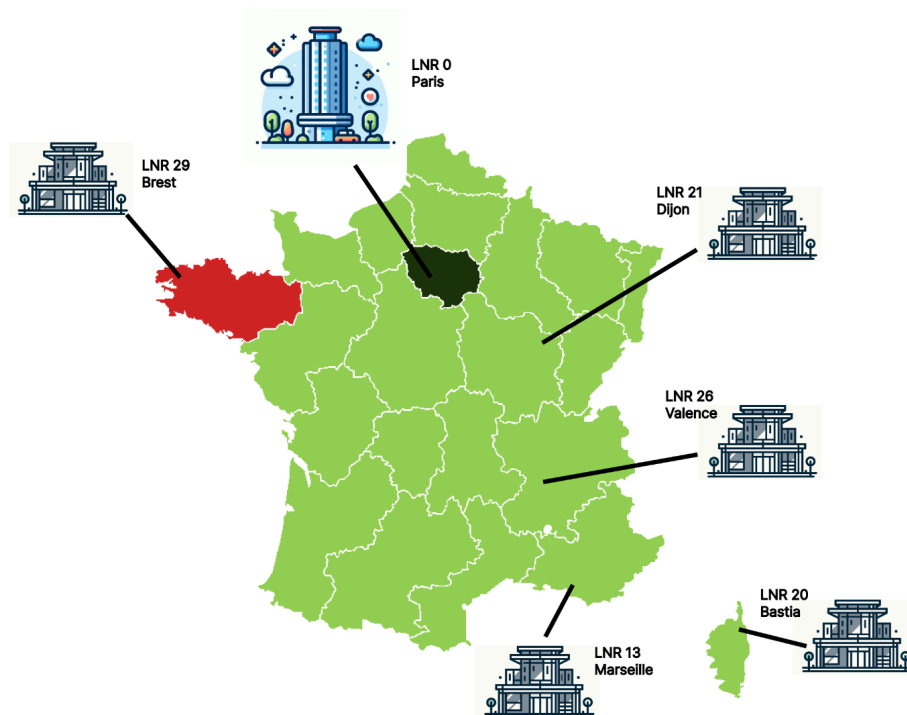 LNR 0
Paris
LNR 29
Brest
LNR 21
Dijon
LNR 26
Valence
LNR 20
Bastia
LNR 13
Marseille